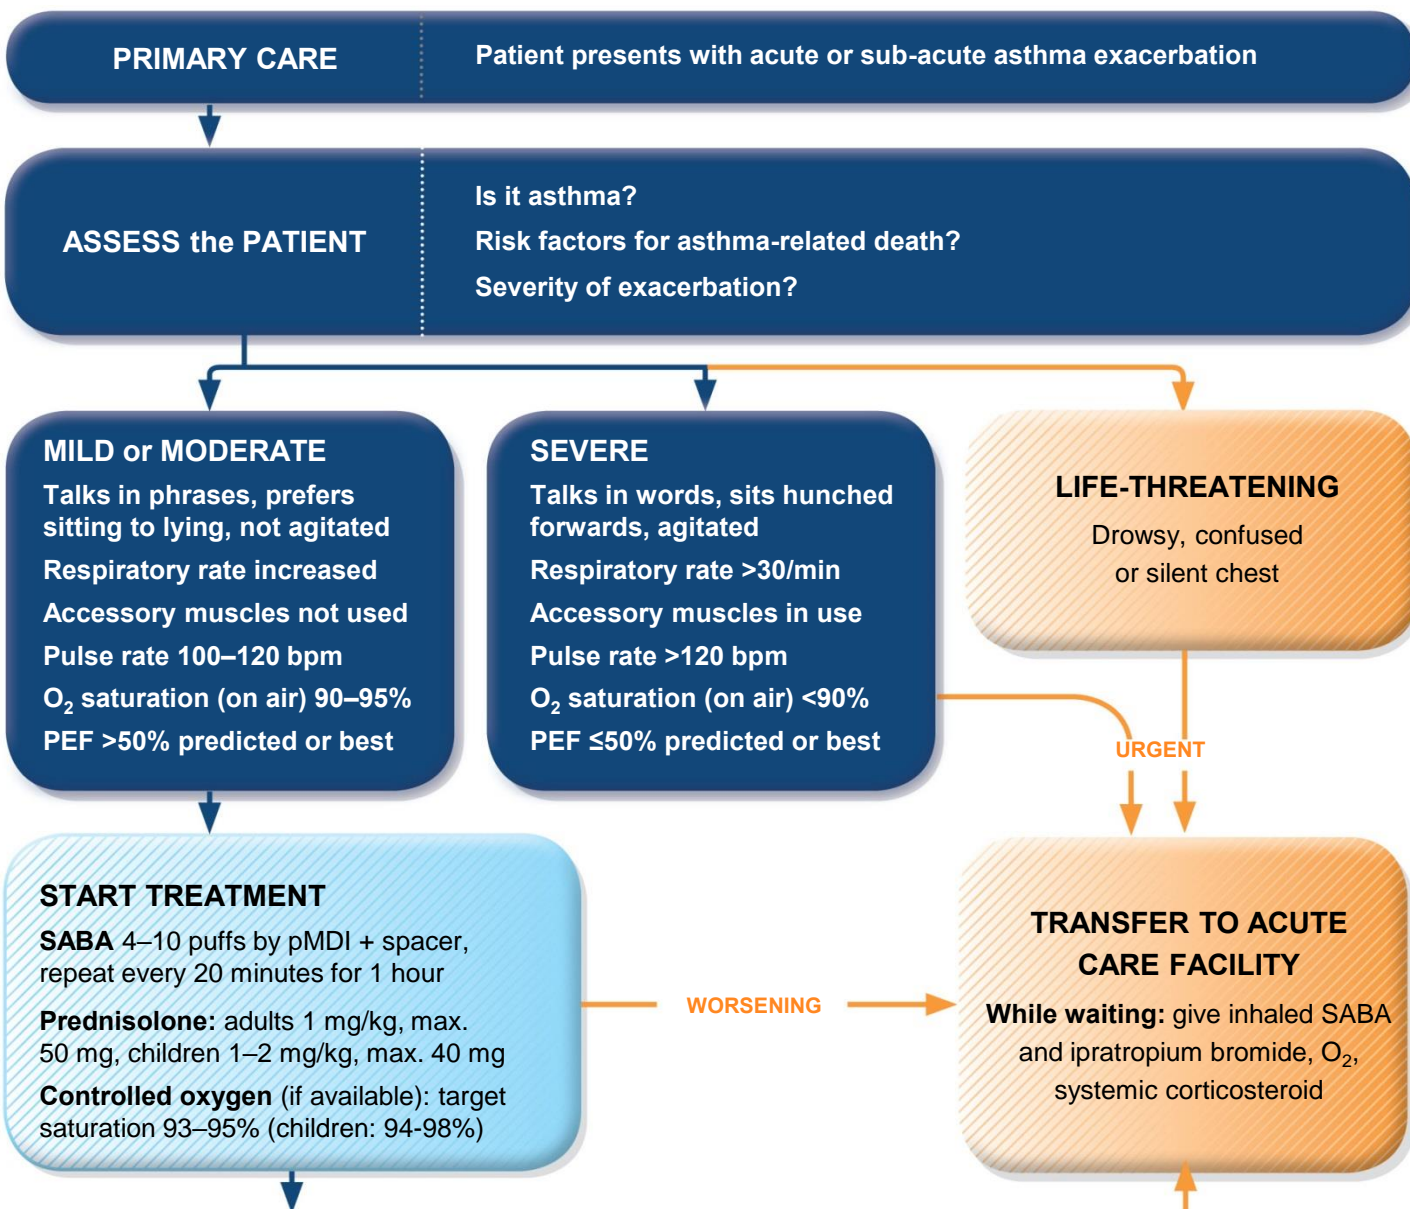 PRIMARY CARE
Patient presents with acute or sub-acute asthma exacerbation
ASSESS the PATIENT
Is it asthma?
Risk factors for asthma-related death?
Severity of exacerbation?
MILD or MODERATE
Talks in phrases, prefers
sitting to lying, not agitated
Respiratory rate increased
Accessory muscles not used
Pulse rate 100–120 bpm
O₂ saturation (on air) 90–95%
PEF >50% predicted or best
SEVERE
Talks in words, sits hunched
forwards, agitated
Respiratory rate >30/min
Accessory muscles in use
Pulse rate >120 bpm
O₂ saturation (on air) <90%
PEF ≤50% predicted or best
LIFE-THREATENING
Drowsy, confused
or silent chest
URGENT
START TREATMENT
SABA 4–10 puffs by pMDI + spacer,
repeat every 20 minutes for 1 hour
Prednisolone: adults 1 mg/kg, max.
50 mg, children 1–2 mg/kg, max. 40 mg
Controlled oxygen (if available): target
saturation 93–95% (children: 94-98%)
WORSENING
TRANSFER TO ACUTE
CARE FACILITY
While waiting: give inhaled SABA
and ipratropium bromide, O₂,
systemic corticosteroid